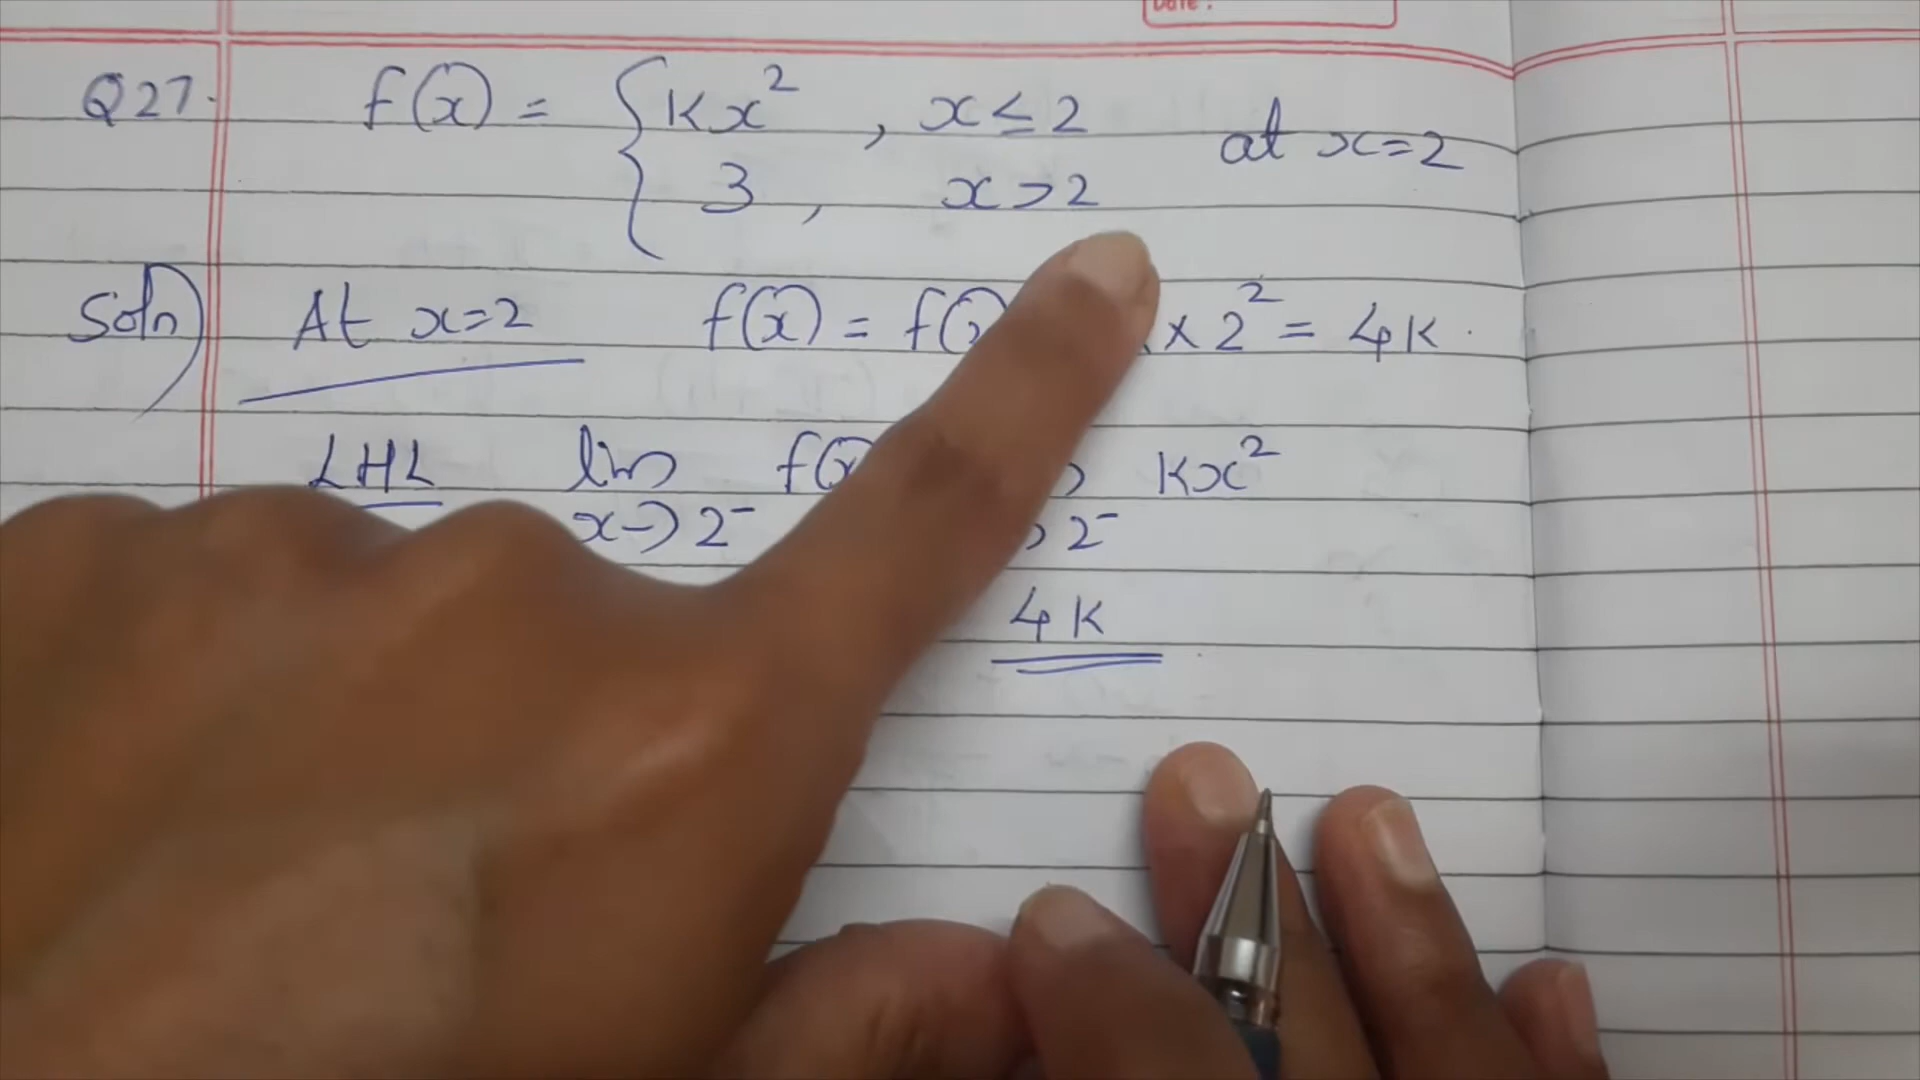 Date :
Q27. f(x) = { Kx² , x ≤ 2 at x=2
3 , x > 2
Soln) At x=2 f(x) = f( x 2² = 4K .
LHL lim f(x Kx²
x→2⁻ 2⁻
4K